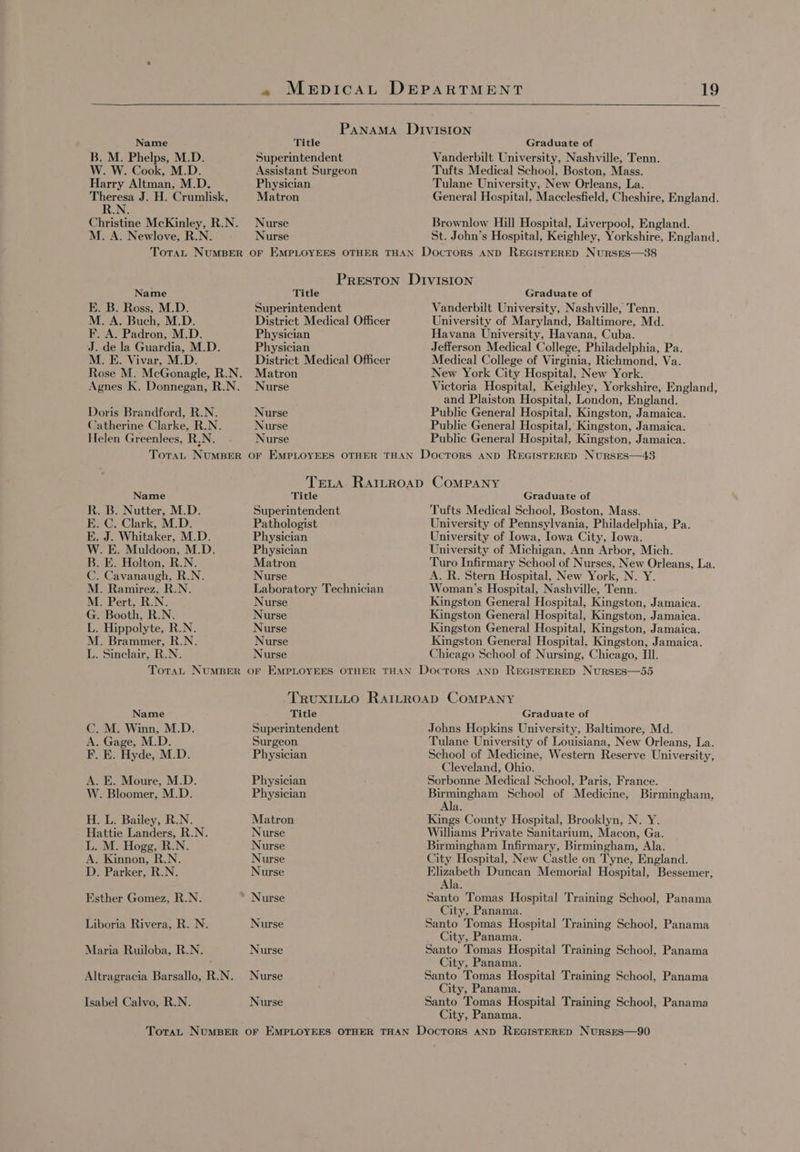 MEDICAL DEPARTMENT 19
PANAMA DIVISION
Name Title Graduate of
B. M. Phelps, M.D. Superintendent Vanderbilt University, Nashville, Tenn.
W. W. Cook, M.D. Assistant Surgeon Tufts Medical School, Boston, Mass.
Harry Altman, M.D. Physician Tulane University, New Orleans, La.
Theresa J. H. Crumlisk, Matron General Hospital, Macclesfield, Cheshire, England.
R.N.
Christine McKinley, R.N. Nurse Brownlow Hill Hospital, Liverpool, England.
M. A. Newlove, R.N. Nurse St. John's Hospital, Keighley, Yorkshire, England.
TOTAL NUMBER OF EMPLOYEES OTHER THAN DOCTORS AND REGISTERED NURSES—38
PRESTON DIVISION
Name Title Graduate of
E. B. Ross, M.D. Superintendent Vanderbilt University, Nashville, Tenn.
M. A. Buch, M.D. District Medical Officer University of Maryland, Baltimore, Md.
F. A. Padron, M.D. Physician Havana University, Havana, Cuba.
J. de la Guardia, M.D. Physician Jefferson Medical College, Philadelphia, Pa.
M. E. Vivar, M.D. District Medical Officer Medical College of Virginia, Richmond, Va.
Rose M. McGonagle, R.N. Matron New York City Hospital, New York.
Agnes K. Donnegan, R.N. Nurse Victoria Hospital, Keighley, Yorkshire, England,
and Plaiston Hospital, London, England.
Doris Brandford, R.N. Nurse Public General Hospital, Kingston, Jamaica.
Catherine Clarke, R.N. Nurse Public General Hospital, Kingston, Jamaica.
Helen Greenlees, R.N. Nurse Public General Hospital, Kingston, Jamaica.
TOTAL NUMBER OF EMPLOYEES OTHER THAN DOCTORS AND REGISTERED NURSES—43
TELA RAILROAD COMPANY
Name Title Graduate of
R. B. Nutter, M.D. Superintendent Tufts Medical School, Boston, Mass.
E. C. Clark, M.D. Pathologist University of Pennsylvania, Philadelphia, Pa.
E. J. Whitaker, M.D. Physician University of Iowa, Iowa City, Iowa.
W. E. Muldoon, M.D. Physician University of Michigan, Ann Arbor, Mich.
B. E. Holton, R.N. Matron Turo Infirmary School of Nurses, New Orleans, La.
C. Cavanaugh, R.N. Nurse A. R. Stern Hospital, New York, N. Y.
M. Ramirez, R.N. Laboratory Technician Woman's Hospital, Nashville, Tenn.
M. Pert, R.N. Nurse Kingston General Hospital, Kingston, Jamaica.
G. Booth, R.N. Nurse Kingston General Hospital, Kingston, Jamaica.
L. Hippolyte, R.N. Nurse Kingston General Hospital, Kingston, Jamaica.
M. Brammer, R.N. Nurse Kingston General Hospital, Kingston, Jamaica.
L. Sinclair, R.N. Nurse Chicago School of Nursing, Chicago, Ill.
TOTAL NUMBER OF EMPLOYEES OTHER THAN DOCTORS AND REGISTERED NURSES—55
TRUXILLO RAILROAD COMPANY
Name Title Graduate of
C. M. Winn, M.D. Superintendent Johns Hopkins University, Baltimore, Md.
A. Gage, M.D. Surgeon Tulane University of Louisiana, New Orleans, La.
F. E. Hyde, M.D. Physician School of Medicine, Western Reserve University,
Cleveland, Ohio.
A. E. Moure, M.D. Physician Sorbonne Medical School, Paris, France.
W. Bloomer, M.D. Physician Birmingham School of Medicine, Birmingham,
Ala.
H. L. Bailey, R.N. Matron Kings County Hospital, Brooklyn, N. Y.
Hattie Landers, R.N. Nurse Williams Private Sanitarium, Macon, Ga.
L. M. Hogg, R.N. Nurse Birmingham Infirmary, Birmingham, Ala.
A. Kinnon, R.N. Nurse City Hospital, New Castle on Tyne, England.
D. Parker, R.N. Nurse Elizabeth Duncan Memorial Hospital, Bessemer,
Ala.
Esther Gomez, R.N. Nurse Santo Tomas Hospital Training School, Panama
City, Panama.
Liboria Rivera, R. N. Nurse Santo Tomas Hospital Training School, Panama
City, Panama.
Maria Ruiloba, R.N. Nurse Santo Tomas Hospital Training School, Panama
City, Panama.
Altragracia Barsallo, R.N. Nurse Santo Tomas Hospital Training School, Panama
City, Panama.
Isabel Calvo, R.N. Nurse Santo Tomas Hospital Training School, Panama
City, Panama.
TOTAL NUMBER OF EMPLOYEES OTHER THAN DOCTORS AND REGISTERED NURSES—90